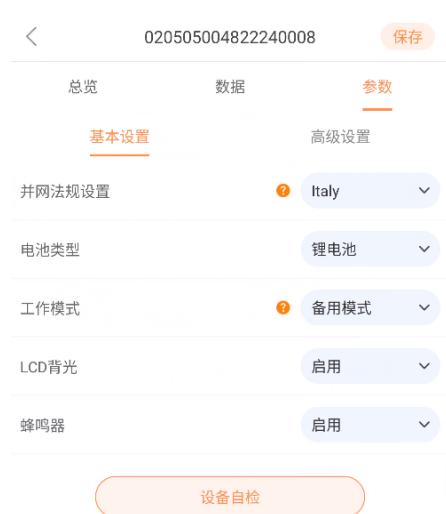 020505004822240008 保存
总览 数据 参数
基本设置 高级设置
并网法规设置 ? Italy
电池类型 锂电池
工作模式 ? 备用模式
LCD背光 启用
蜂鸣器 启用
设备自检